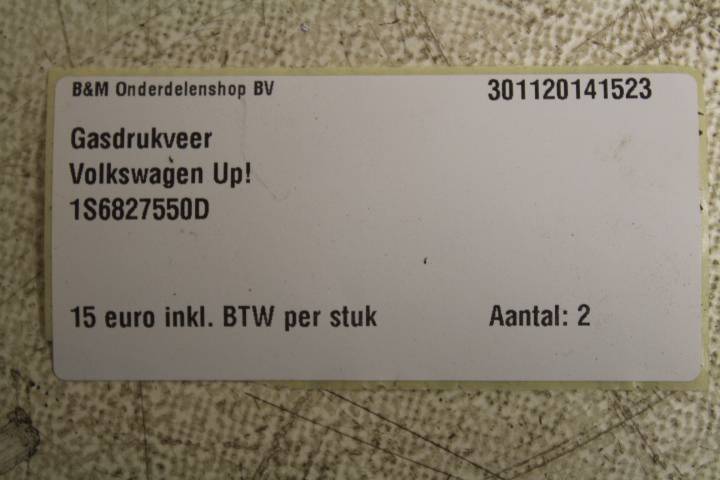 B&M Onderdelenshop BV 301120141523
Gasdrukveer
Volkswagen Up!
1S6827550D
15 euro inkl. BTW per stuk Aantal: 2